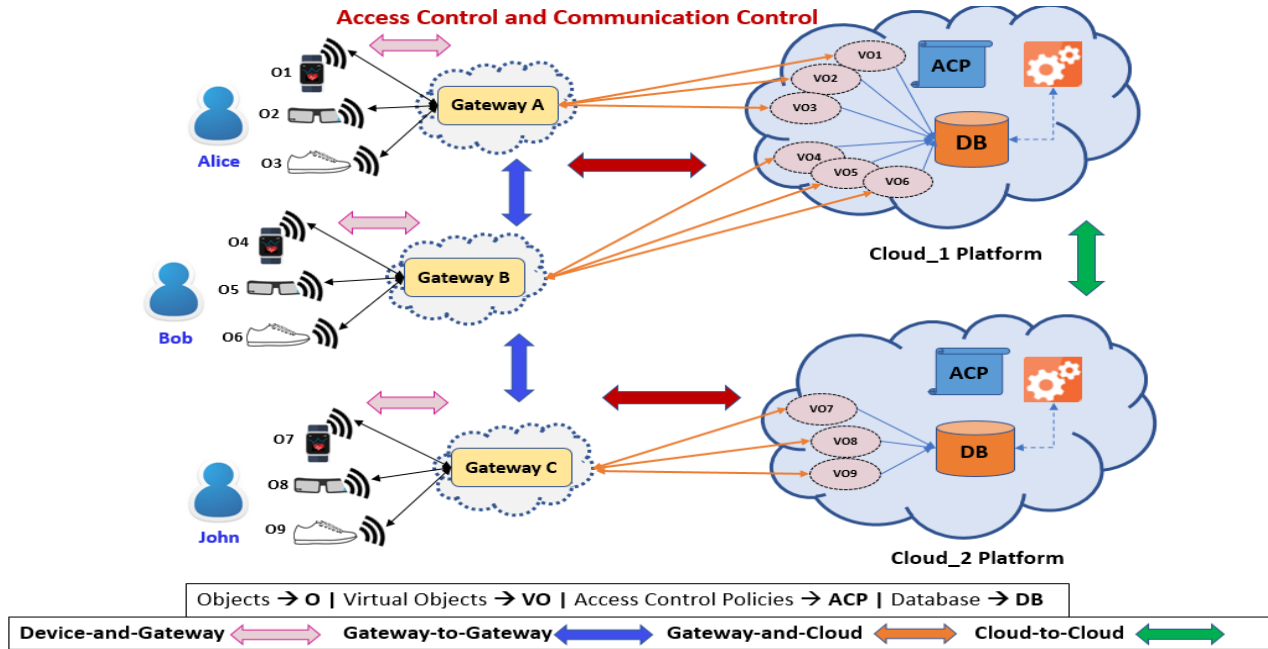 Access Control and Communication Control
O1
O2
O3
Alice
Gateway A
VO1
VO2
VO3
VO4
VO5
VO6
ACP
DB
Cloud_1 Platform
O4
O5
O6
Bob
Gateway B
O7
O8
O9
John
Gateway C
VO7
VO8
VO9
ACP
DB
Cloud_2 Platform
Objects → O | Virtual Objects → VO | Access Control Policies → ACP | Database → DB
Device-and-Gateway Gateway-to-Gateway Gateway-and-Cloud Cloud-to-Cloud